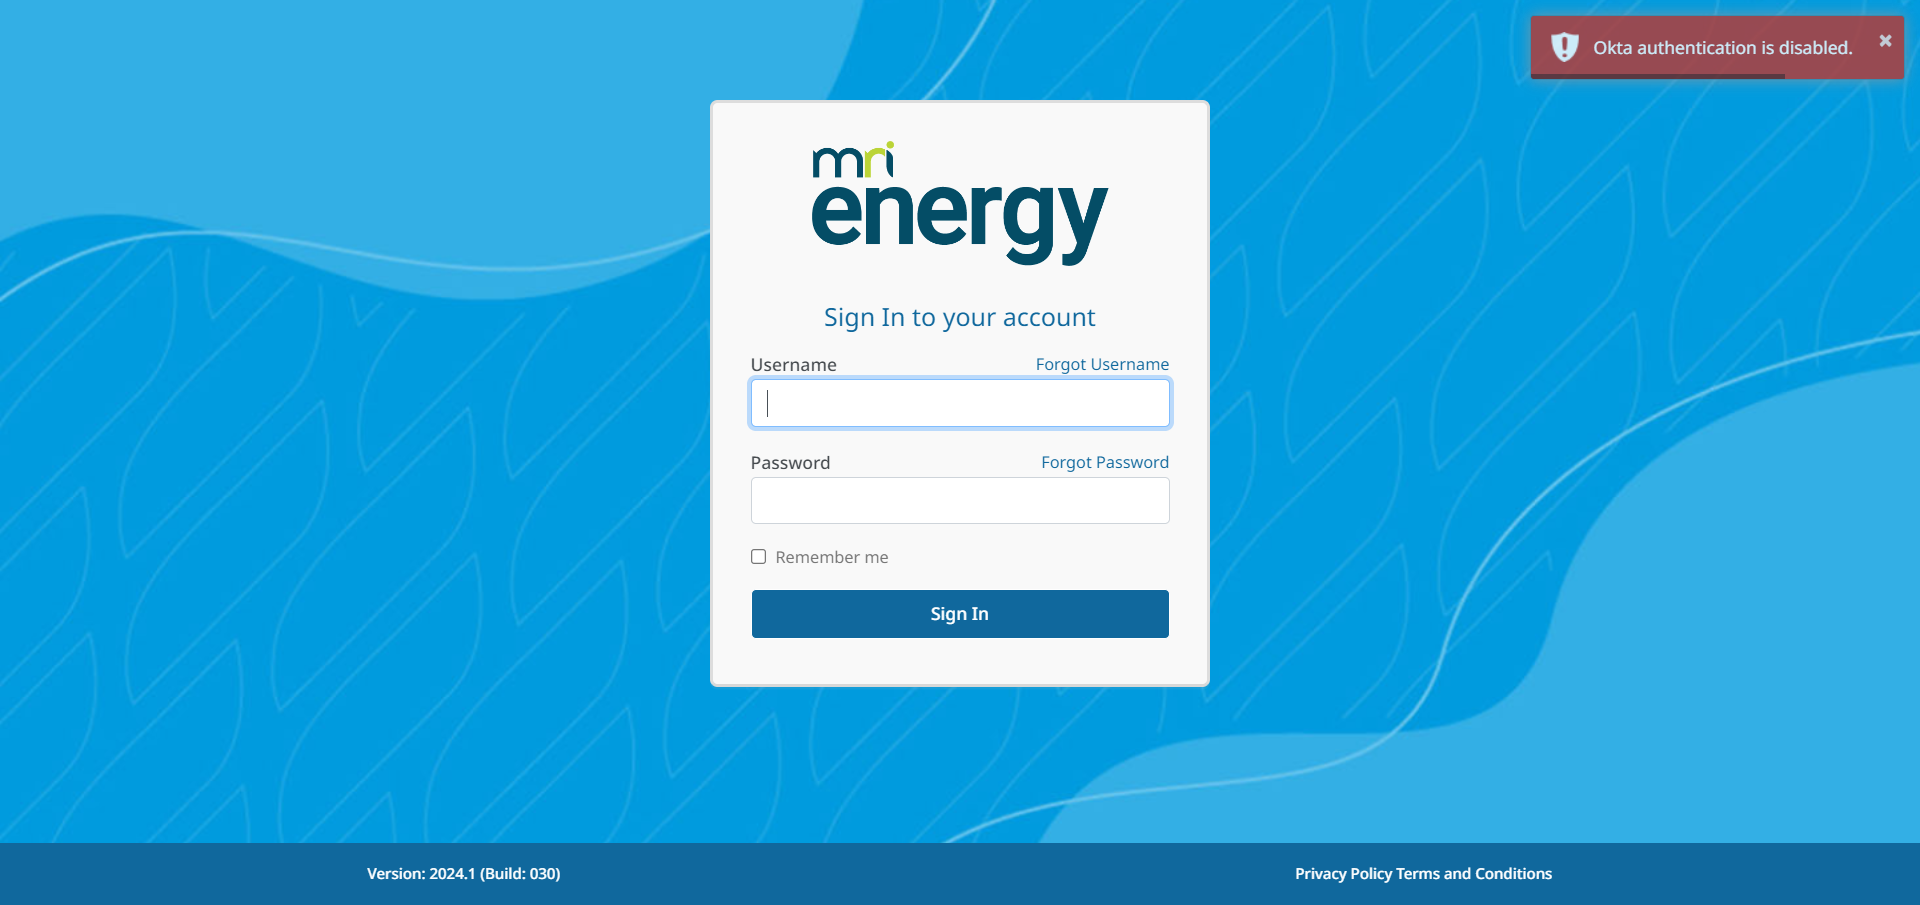 Okta authentication is disabled.
mri
energy
Sign In to your account
Username
Forgot Username
Password
Forgot Password
Remember me
Sign In
Version: 2024.1 (Build: 030)
Privacy Policy Terms and Conditions